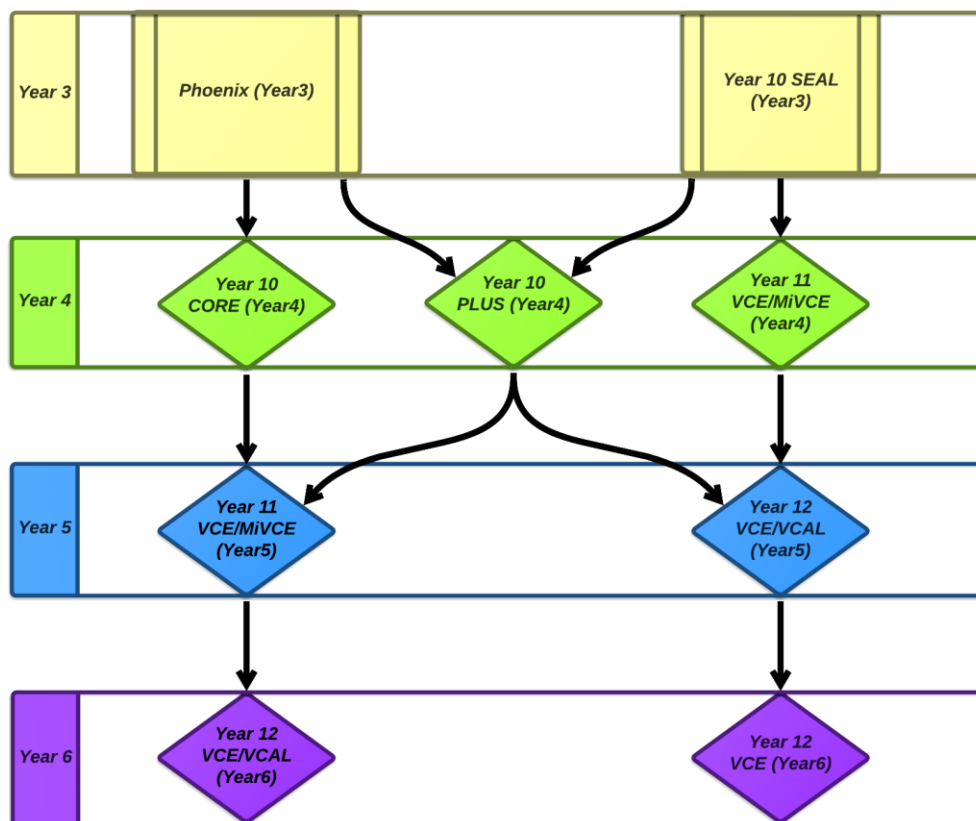 Year 3
Phoenix (Year3)
Year 10 SEAL
(Year3)
Year 4
Year 10
CORE (Year4)
Year 10
PLUS (Year4)
Year 11
VCE/MiVCE
(Year4)
Year 5
Year 11
VCE/MiVCE
(Year5)
Year 12
VCE/VCAL
(Year5)
Year 6
Year 12
VCE/VCAL
(Year6)
Year 12
VCE (Year6)